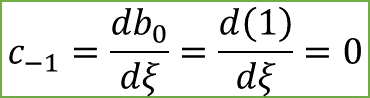 c₋₁ = db₀/dξ = d(1)/dξ = 0